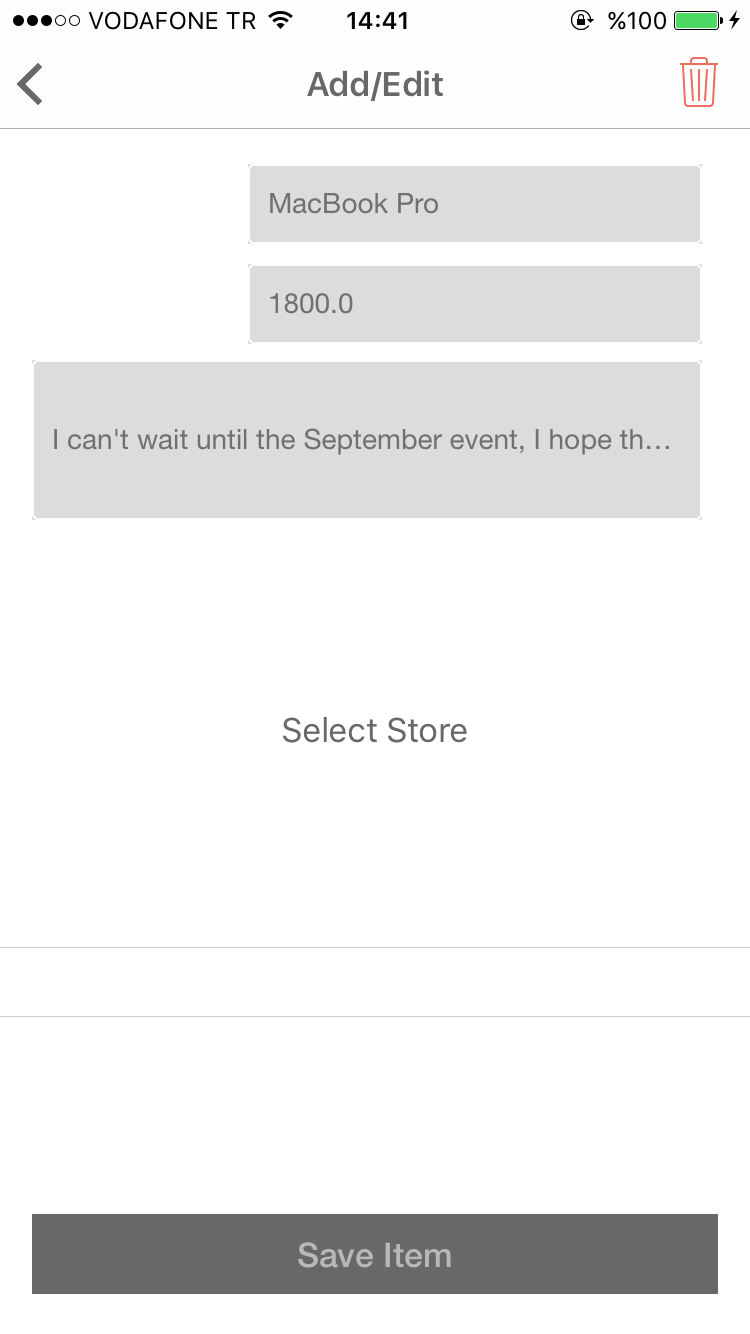 VODAFONE TR 14:41 %100
Add/Edit
MacBook Pro
1800.0
I can't wait until the September event, I hope th...
Select Store
Save Item